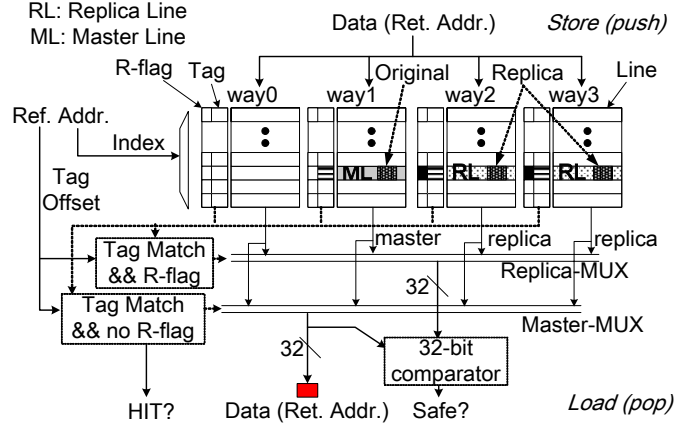 RL: Replica Line
ML: Master Line
Data (Ret. Addr.)
Store (push)
R-flag
Tag
Original
Replica
Line
way0
way1
way2
way3
Ref. Addr.
Index
ML
RL
RL
Tag
Offset
master
replica
replica
Tag Match
&& R-flag
Replica-MUX
32
Tag Match
&& no R-flag
Master-MUX
32
32-bit
comparator
HIT?
Data (Ret. Addr.)
Safe?
Load (pop)